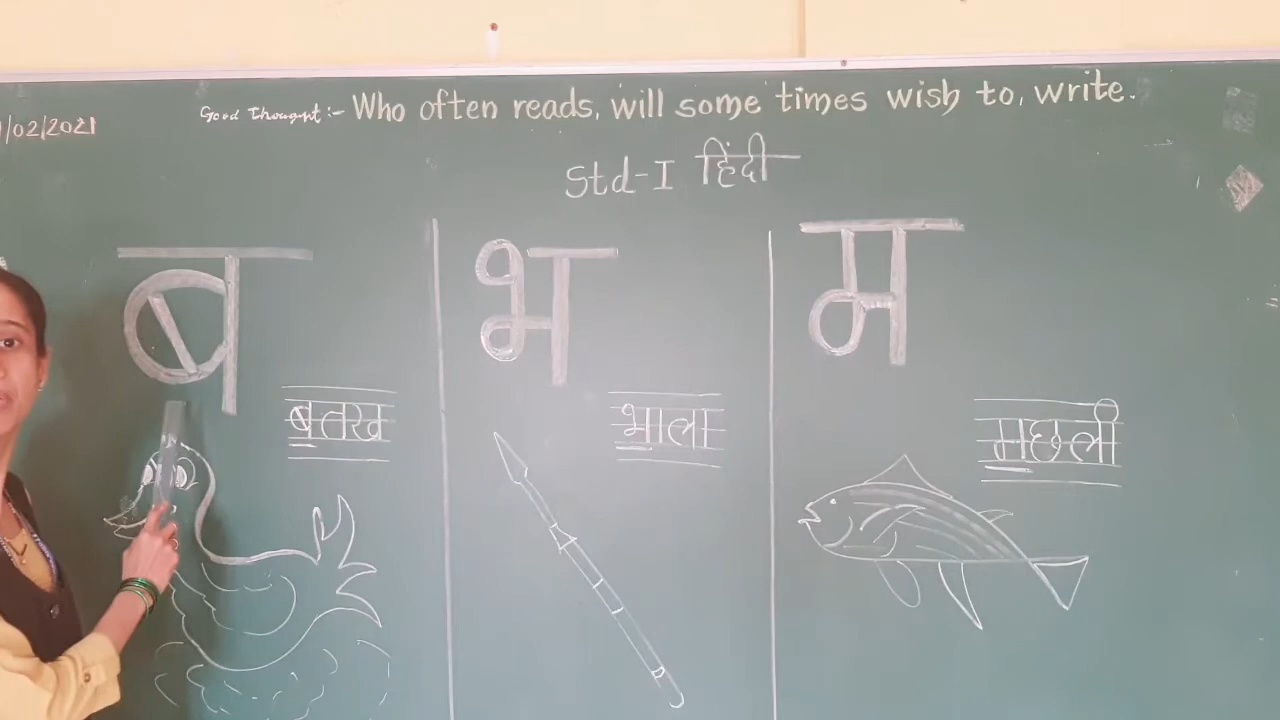 /02/2021
Good thought :- Who often reads, will some times wish to, write.
Std-I हिंदी
ब भ म
बतख भाला मछली